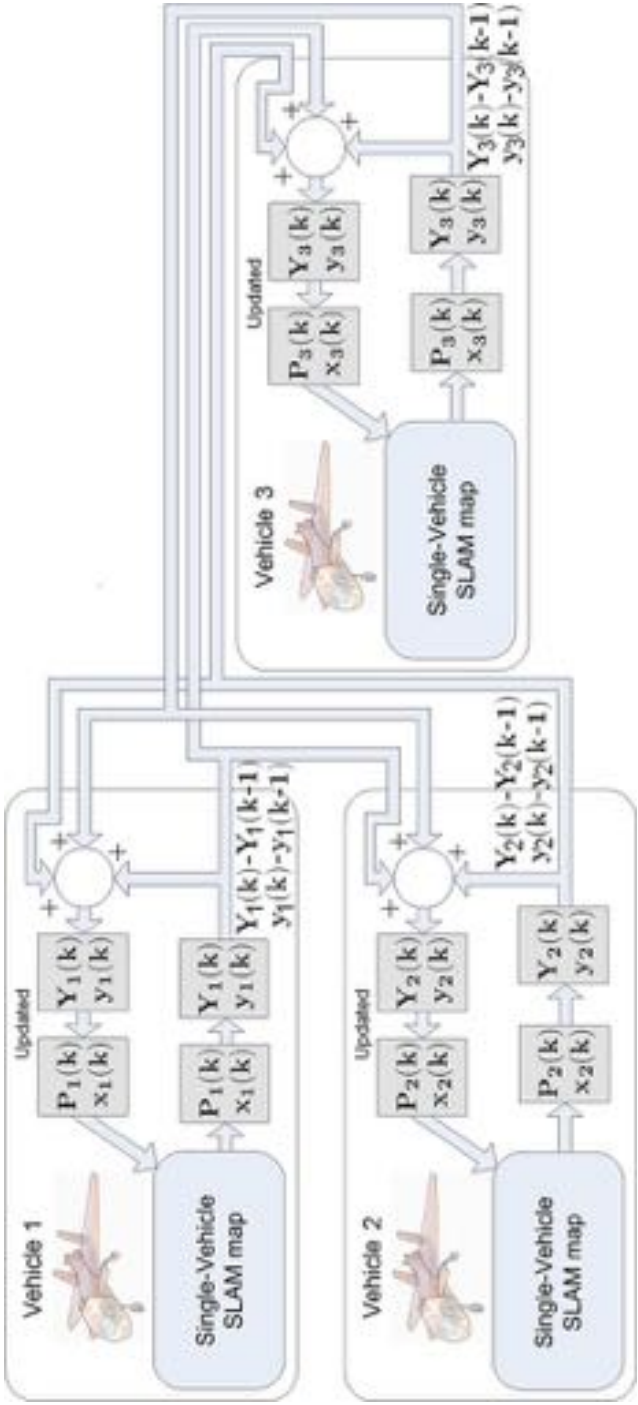 Vehicle 1
Single-Vehicle
SLAM map
Updated
P1(k)
x1(k)
Y1(k)
y1(k)
+
+
+
P1(k)
x1(k)
Y1(k)
y1(k)
Y1(k)-Y1(k-1)
y1(k)-y1(k-1)
Vehicle 2
Single-Vehicle
SLAM map
Updated
P2(k)
x2(k)
Y2(k)
y2(k)
+
+
+
P2(k)
x2(k)
Y2(k)
y2(k)
Y2(k)-Y2(k-1)
y2(k)-y2(k-1)
Vehicle 3
Single-Vehicle
SLAM map
Updated
P3(k)
x3(k)
Y3(k)
y3(k)
+
+
+
P3(k)
x3(k)
Y3(k)
y3(k)
Y3(k)-Y3(k-1)
y3(k)-y3(k-1)